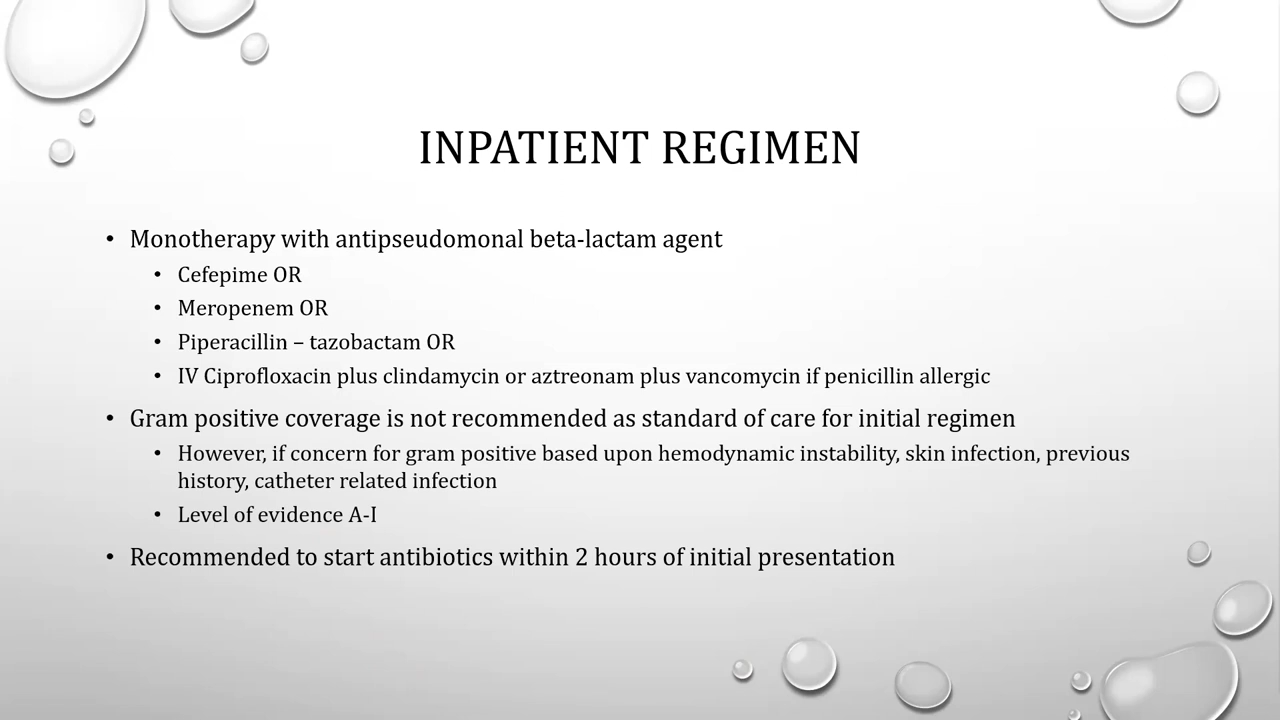 INPATIENT REGIMEN
• Monotherapy with antipseudomonal beta-lactam agent
• Cefepime OR
• Meropenem OR
• Piperacillin – tazobactam OR
• IV Ciprofloxacin plus clindamycin or aztreonam plus vancomycin if penicillin allergic
• Gram positive coverage is not recommended as standard of care for initial regimen
• However, if concern for gram positive based upon hemodynamic instability, skin infection, previous
history, catheter related infection
• Level of evidence A-I
• Recommended to start antibiotics within 2 hours of initial presentation